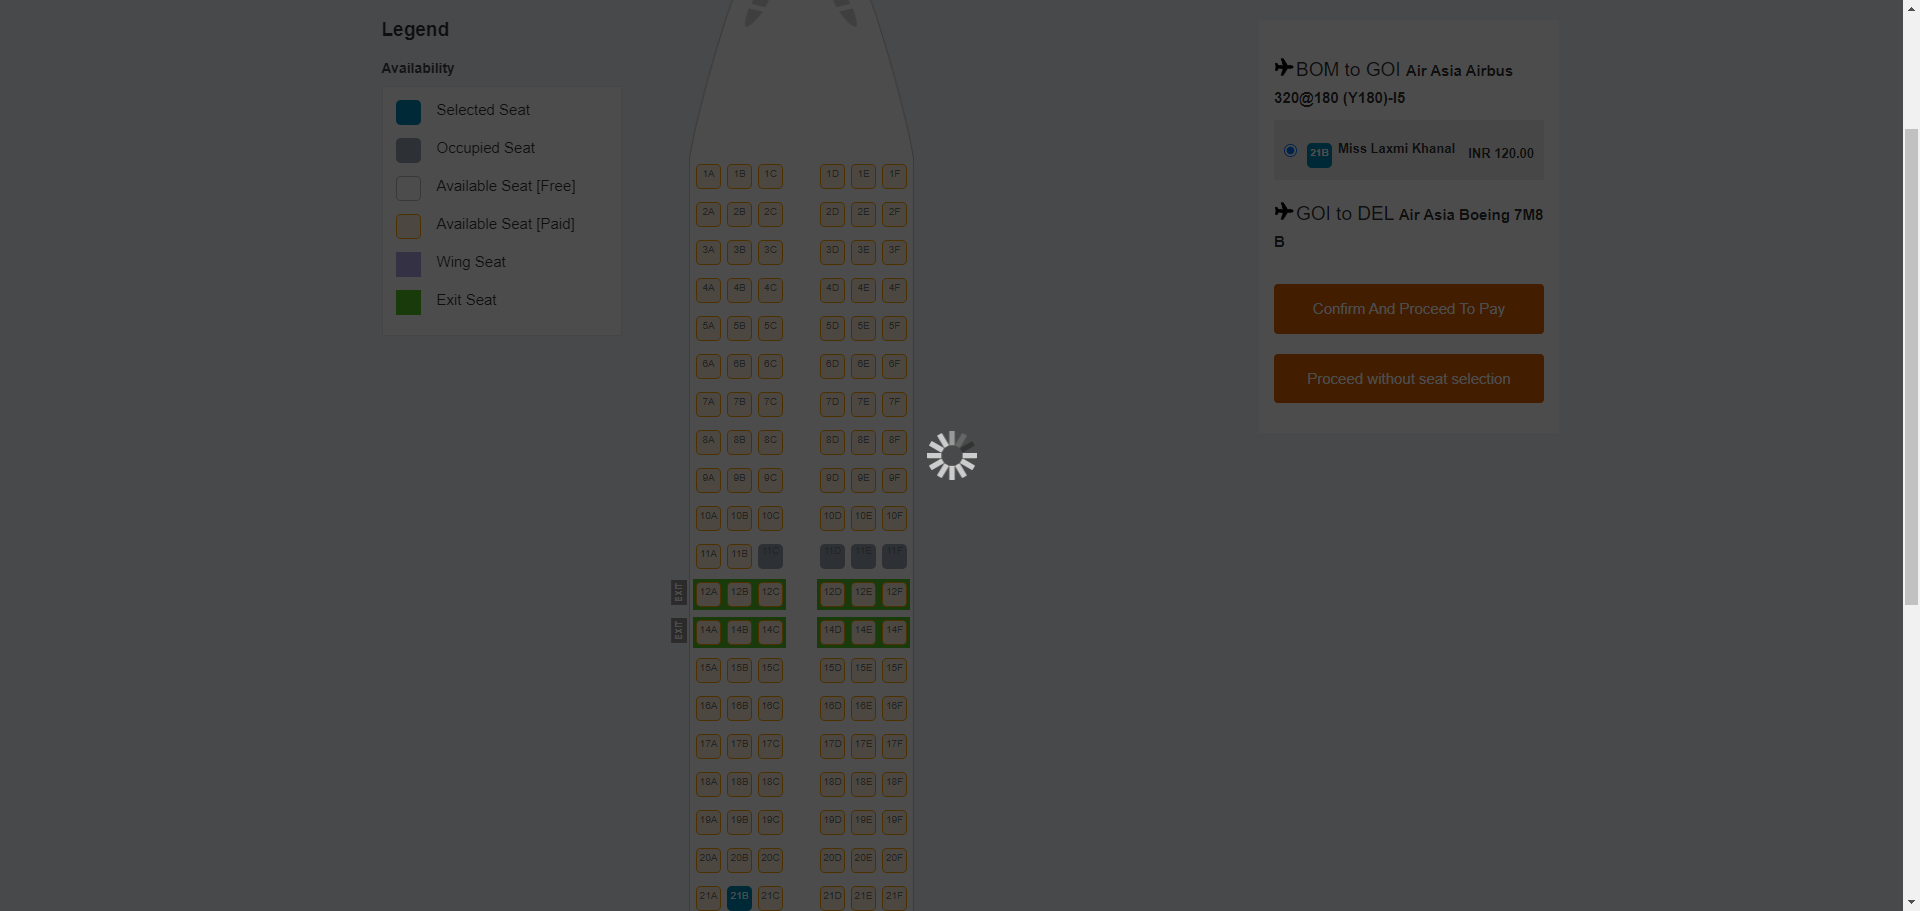 Legend
Availability
Selected Seat
Occupied Seat
Available Seat [Free]
Available Seat [Paid]
Wing Seat
Exit Seat
1A 1B 1C 1D 1E 1F
2A 2B 2C 2D 2E 2F
3A 3B 3C 3D 3E 3F
4A 4B 4C 4D 4E 4F
5A 5B 5C 5D 5E 5F
6A 6B 6C 6D 6E 6F
7A 7B 7C 7D 7E 7F
8A 8B 8C 8D 8E 8F
9A 9B 9C 9D 9E 9F
10A 10B 10C 10D 10E 10F
11A 11B 11C 11D 11E 11F
EXIT 12A 12B 12C 12D 12E 12F
EXIT 14A 14B 14C 14D 14E 14F
15A 15B 15C 15D 15E 15F
16A 16B 16C 16D 16E 16F
17A 17B 17C 17D 17E 17F
18A 18B 18C 18D 18E 18F
19A 19B 19C 19D 19E 19F
20A 20B 20C 20D 20E 20F
21A 21B 21C 21D 21E 21F
BOM to GOI Air Asia Airbus
320@180 (Y180)-I5
21B Miss Laxmi Khanal INR 120.00
GOI to DEL Air Asia Boeing 7M8
B
Confirm And Proceed To Pay
Proceed without seat selection